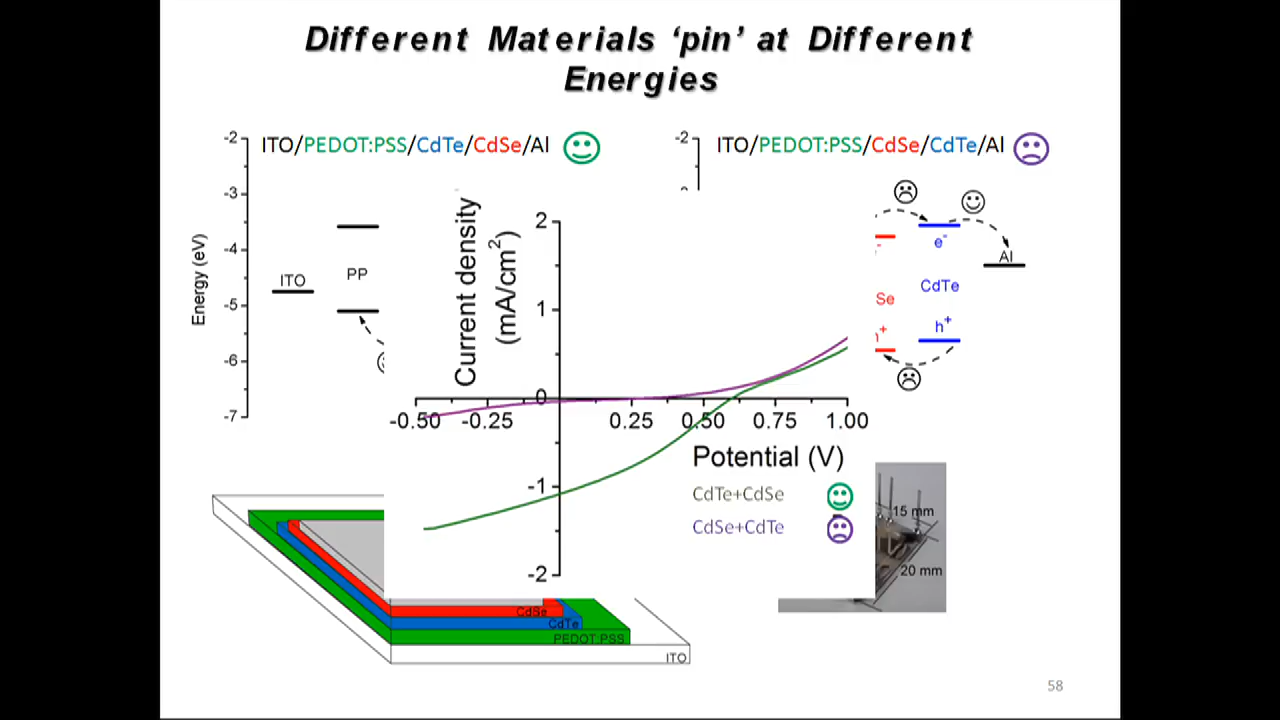 Different Materials ‘pin’ at Different
Energies
ITO/PEDOT:PSS/CdTe/CdSe/Al
ITO/PEDOT:PSS/CdSe/CdTe/Al
Energy (eV)
-2
-3
-4
-5
-6
-7
ITO
PP
-2
Current density
(mA/cm²)
2
1
0
-1
-2
-0.50
-0.25
0.25
0.50
0.75
1.00
Potential (V)
CdTe+CdSe
CdSe+CdTe
e⁻
Al
Se
CdTe
h⁺
h⁺
15 mm
20 mm
CdSe
CdTe
PEDOT PSS
ITO
58